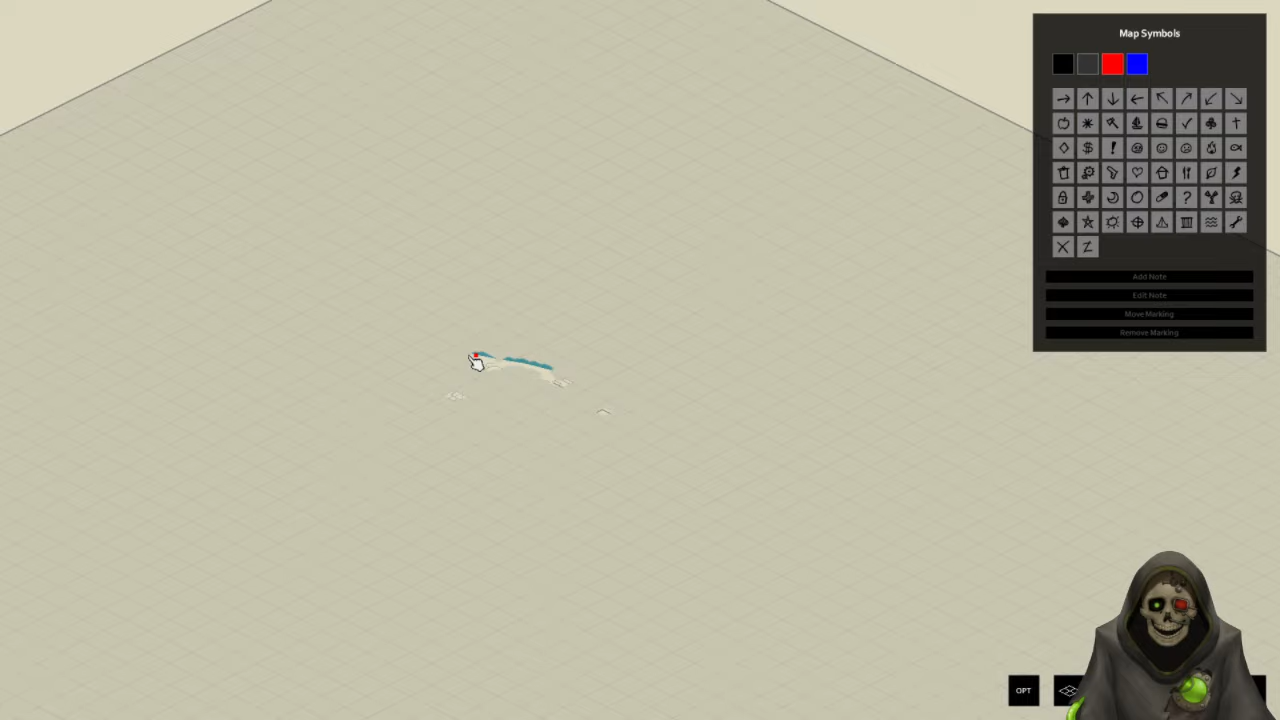 Map Symbols
Add Note
Edit Note
Move Marking
Remove Marking
OPT